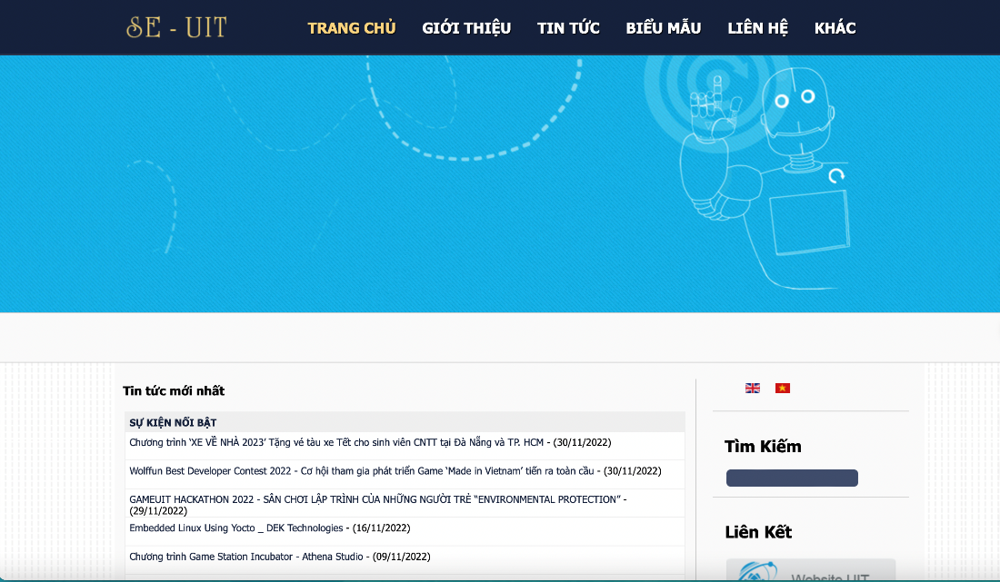 SE - UIT
TRANG CHỦ
GIỚI THIỆU
TIN TỨC
BIỂU MẪU
LIÊN HỆ
KHÁC
Tin tức mới nhất
SỰ KIỆN NỔI BẬT
Chương trình ‘XE VỀ NHÀ 2023’ Tặng vé tàu xe Tết cho sinh viên CNTT tại Đà Nẵng và TP. HCM - (30/11/2022)
Wolffun Best Developer Contest 2022 - Cơ hội tham gia phát triển Game ‘Made in Vietnam’ tiến ra toàn cầu - (30/11/2022)
GAMEUIT HACKATHON 2022 - SÂN CHƠI LẬP TRÌNH CỦA NHỮNG NGƯỜI TRẺ “ENVIRONMENTAL PROTECTION” -
(29/11/2022)
Embedded Linux Using Yocto _ DEK Technologies - (16/11/2022)
Chương trình Game Station Incubator - Athena Studio - (09/11/2022)
Tìm Kiếm
Liên Kết
Website UIT